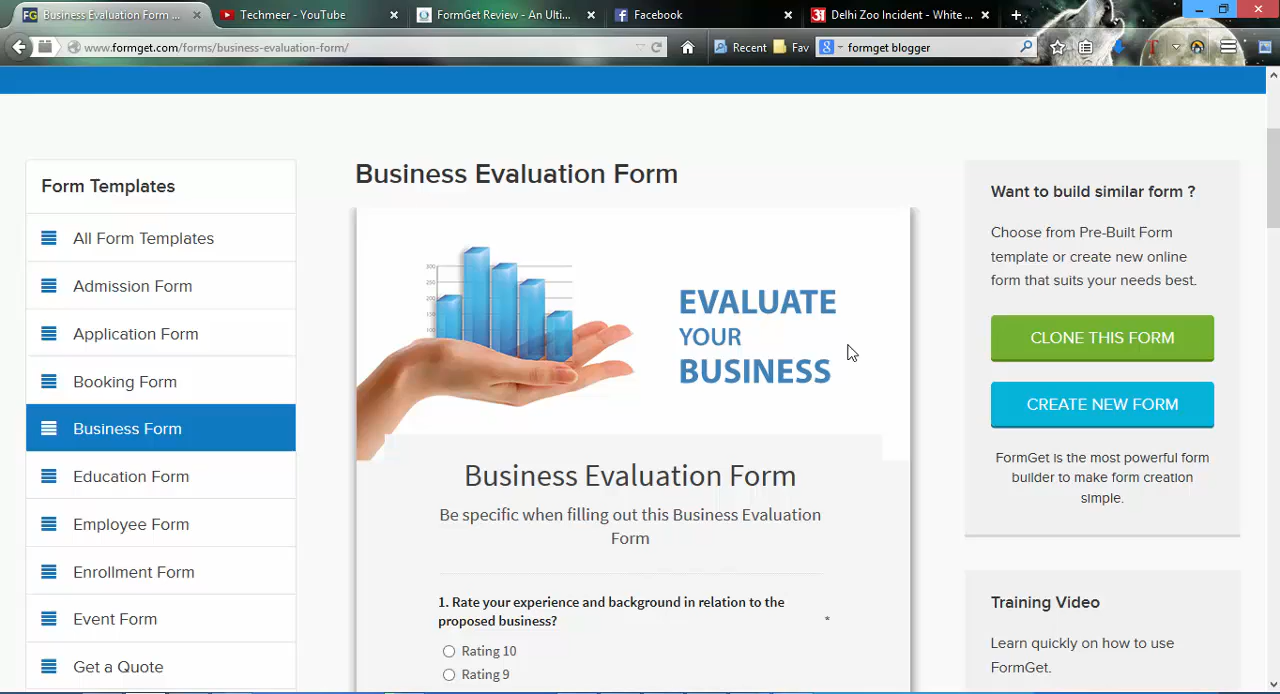 Business Evaluation Form ...
Techmeer - YouTube
FormGet Review - An Ulti...
Facebook
31 Delhi Zoo Incident - White ...
www.formget.com/forms/business-evaluation-form/
Recent
Fav
formget blogger
Form Templates
All Form Templates
Admission Form
Application Form
Booking Form
Business Form
Education Form
Employee Form
Enrollment Form
Event Form
Get a Quote
Business Evaluation Form
300
250
200
150
100
EVALUATE
YOUR
BUSINESS
Business Evaluation Form
Be specific when filling out this Business Evaluation
Form
1. Rate your experience and background in relation to the
proposed business? *
Rating 10
Rating 9
Want to build similar form ?
Choose from Pre-Built Form
template or create new online
form that suits your needs best.
CLONE THIS FORM
CREATE NEW FORM
FormGet is the most powerful form
builder to make form creation
simple.
Training Video
Learn quickly on how to use
FormGet.